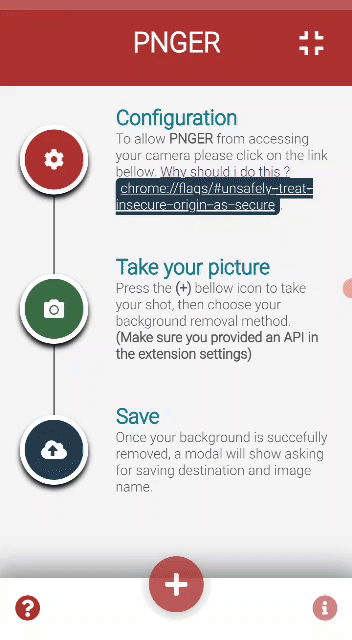 PNGER
Configuration
To allow PNGER from accessing
your camera please click on the link
bellow. Why should i do this ?
chrome://flags/#unsafely-treat-
insecure-origin-as-secure .
Take your picture
Press the (+) bellow icon to take
your shot, then choose your
background removal method.
(Make sure you provided an API in
the extension settings)
Save
Once your background is succefully
removed, a modal will show asking
for saving destination and image
name.